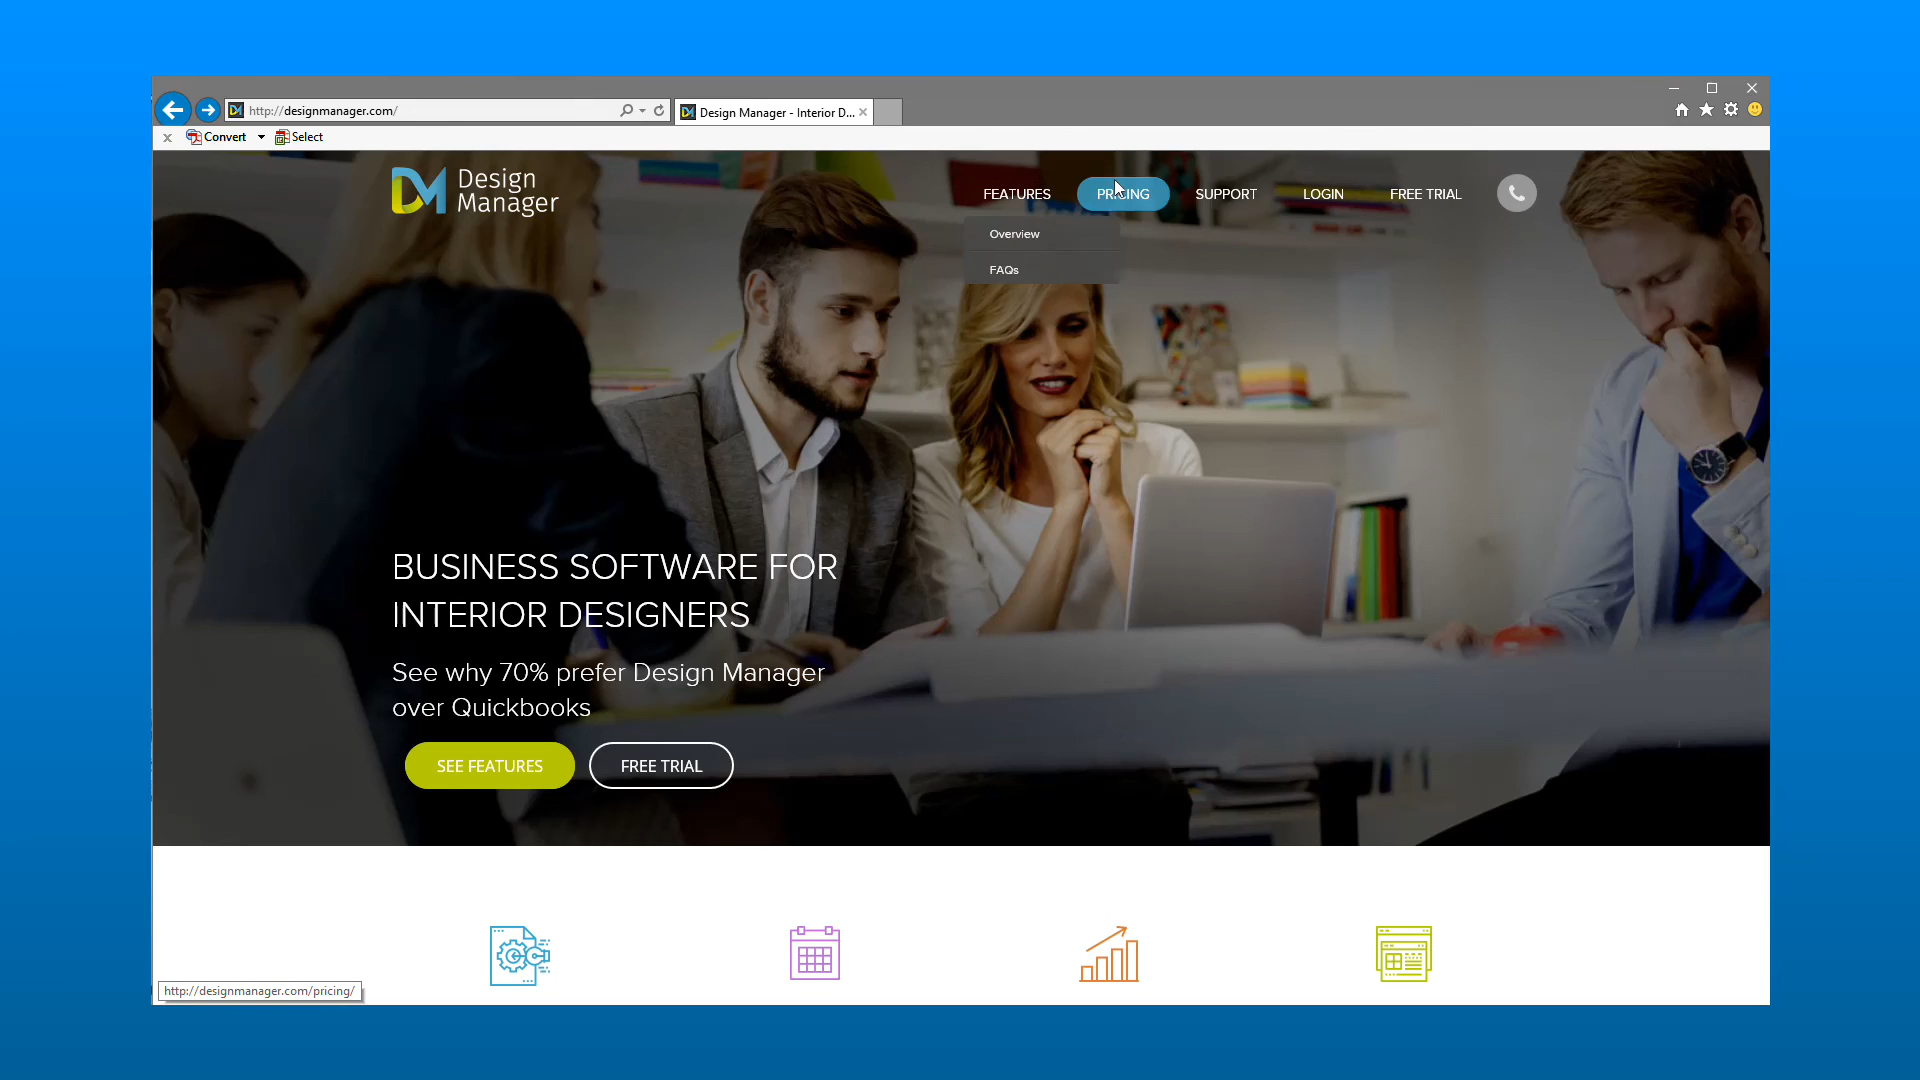 http://designmanager.com/
Design Manager - Interior D...
x Convert Select
Design
Manager
FEATURES PRICING SUPPORT LOGIN FREE TRIAL
Overview
FAQs
BUSINESS SOFTWARE FOR
INTERIOR DESIGNERS
See why 70% prefer Design Manager
over Quickbooks
SEE FEATURES FREE TRIAL
http://designmanager.com/pricing/